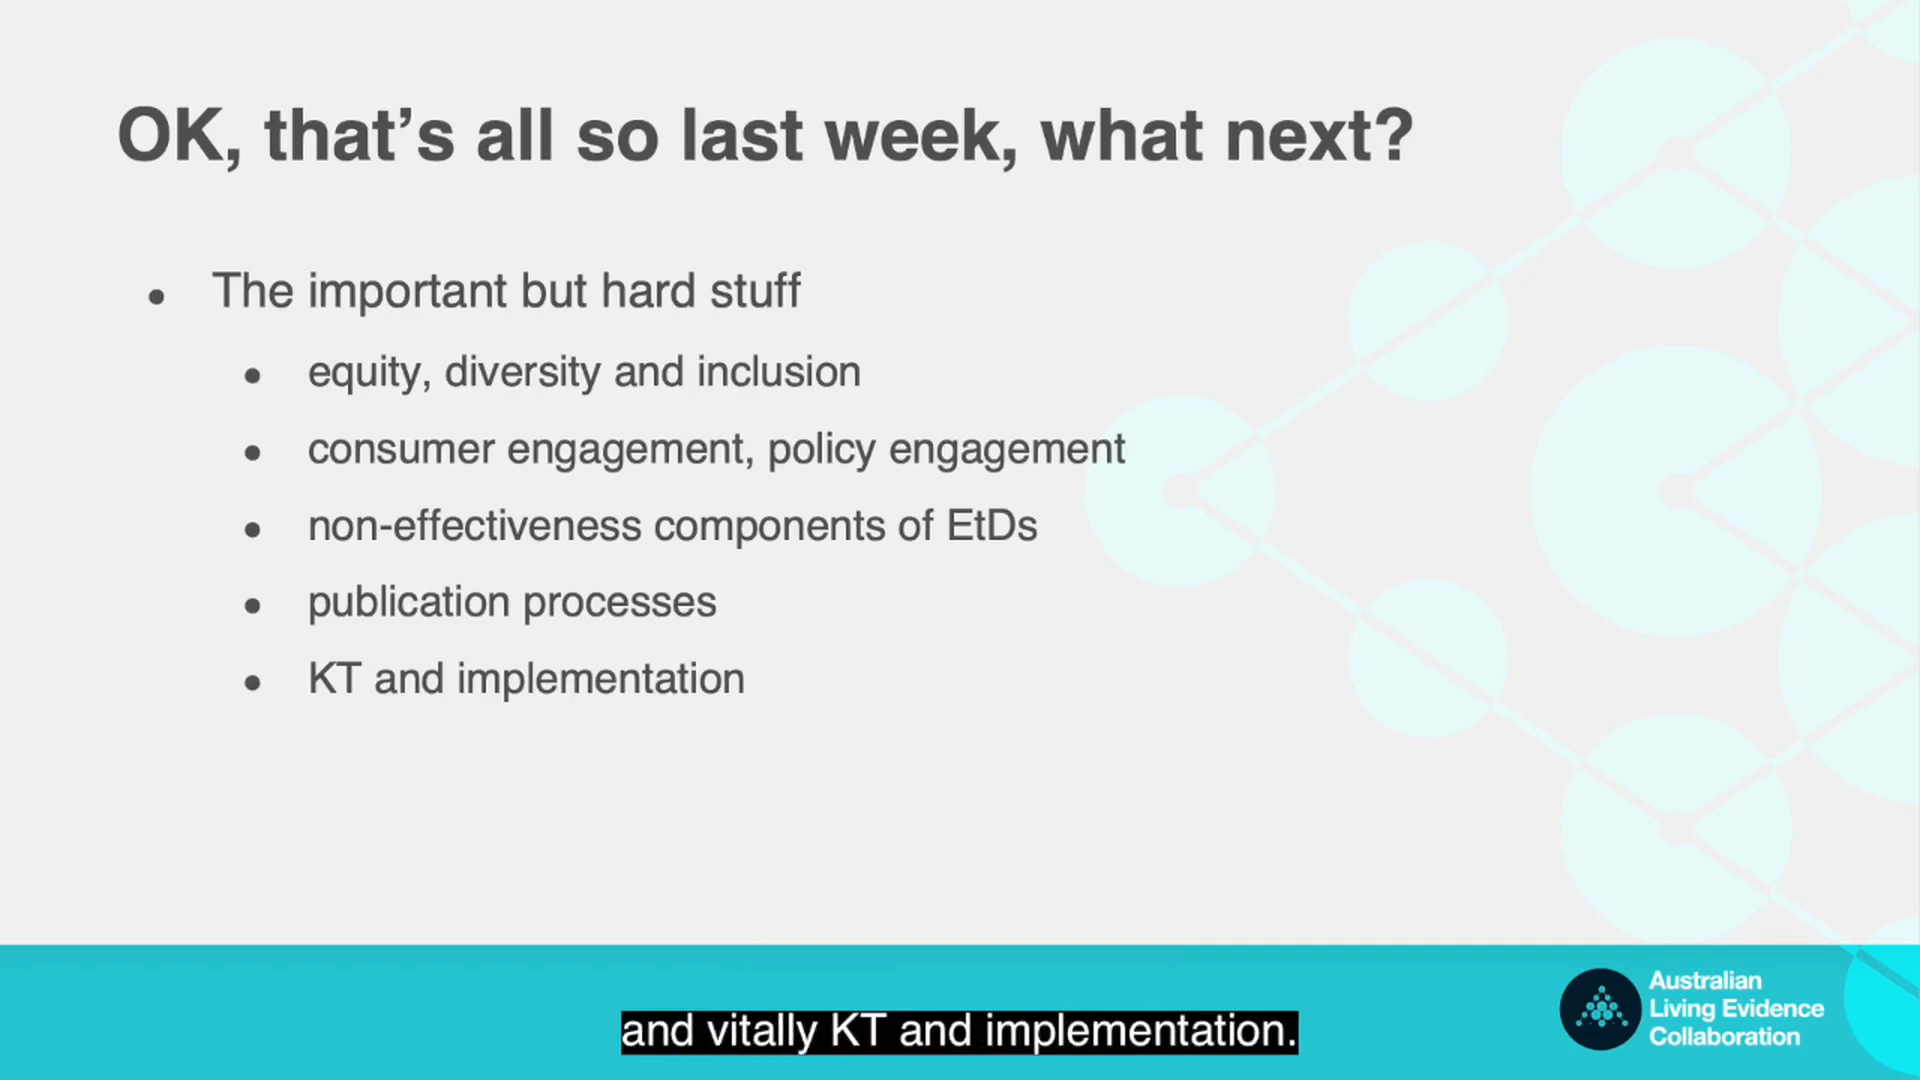 OK, that’s all so last week, what next?
• The important but hard stuff
• equity, diversity and inclusion
• consumer engagement, policy engagement
• non-effectiveness components of EtDs
• publication processes
• KT and implementation
and vitally KT and implementation.
Australian
Living Evidence
Collaboration